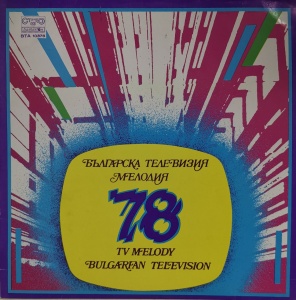 БЪЛГАРСКА ТЕЛЕВИЗИЯ
МЕЛОДИЯ
78
TV MELODY
BULGARIAN TELEVISION